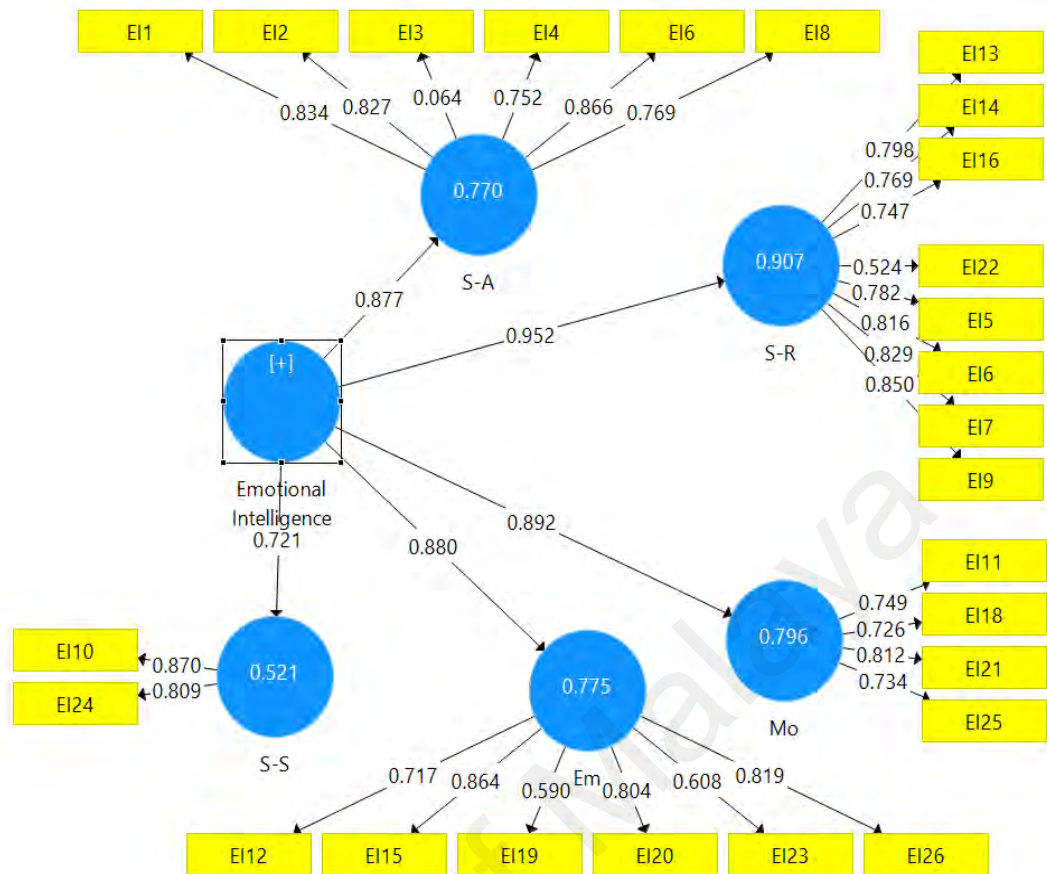 EI1
EI2
EI3
EI4
EI6
EI8
0.834
0.827
0.064
0.752
0.866
0.769
0.770
S-A
EI13
EI14
EI16
0.798
0.769
0.747
0.907
S-R
0.524
0.782
0.816
0.829
0.850
EI22
EI5
EI6
EI7
EI9
0.877
0.952
[+]
Emotional
Intelligence
0.721
0.880
0.892
EI10
EI24
0.870
0.809
0.521
S-S
0.775
Em
0.796
Mo
0.749
0.726
0.812
0.734
EI11
EI18
EI21
EI25
0.717
0.864
0.590
0.804
0.608
0.819
EI12
EI15
EI19
EI20
EI23
EI26
of Malaya